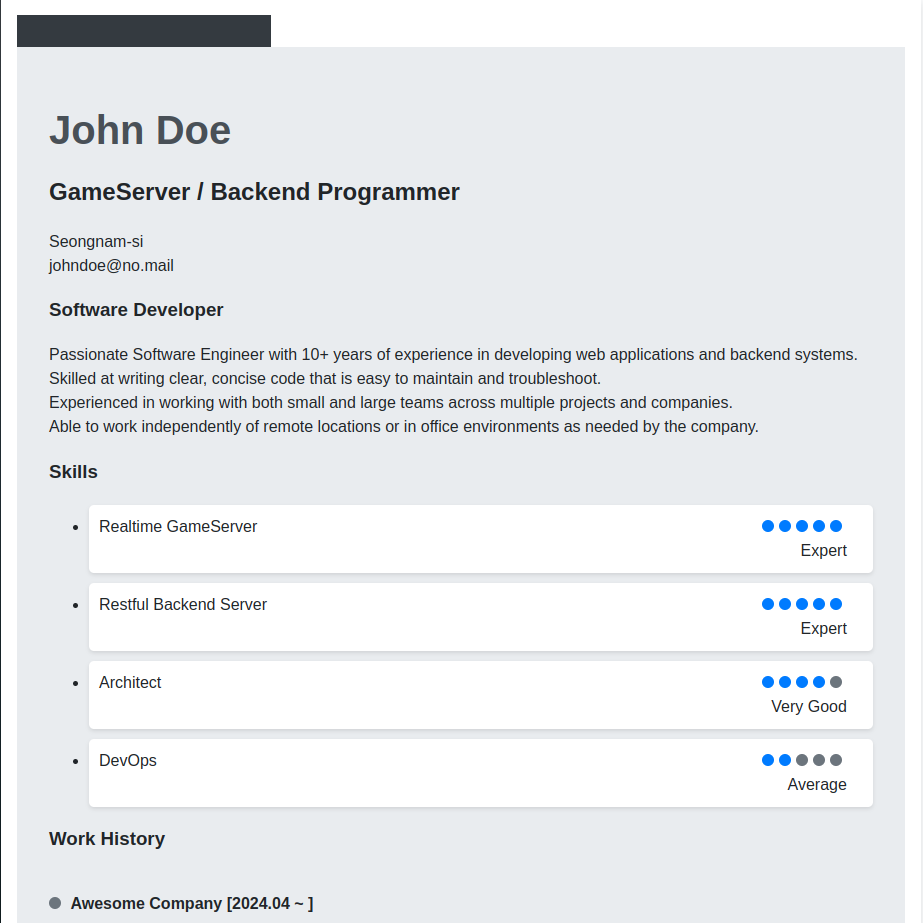 John Doe
GameServer / Backend Programmer
Seongnam-si
johndoe@no.mail
Software Developer
Passionate Software Engineer with 10+ years of experience in developing web applications and backend systems.
Skilled at writing clear, concise code that is easy to maintain and troubleshoot.
Experienced in working with both small and large teams across multiple projects and companies.
Able to work independently of remote locations or in office environments as needed by the company.
Skills
Realtime GameServer
Expert
Restful Backend Server
Expert
Architect
Very Good
DevOps
Average
Work History
Awesome Company [2024.04 ~ ]